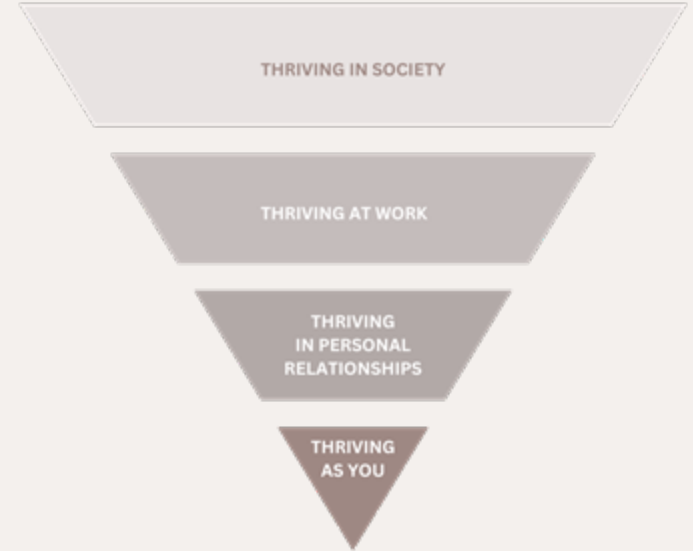 THRIVING IN SOCIETY
THRIVING AT WORK
THRIVING
IN PERSONAL
RELATIONSHIPS
THRIVING
AS YOU